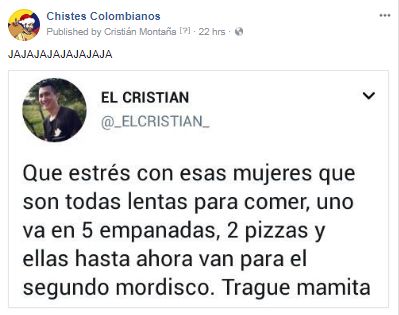 Chistes Colombianos
Published by Cristián Montaña [?] · 22 hrs ·
JAJAJAJAJAJAJAJA
EL CRISTIAN
@_ELCRISTIAN_
Que estrés con esas mujeres que
son todas lentas para comer, uno
va en 5 empanadas, 2 pizzas y
ellas hasta ahora van para el
segundo mordisco. Trague mamita